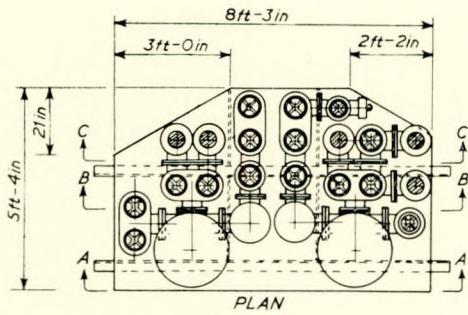 8ft-3in
3ft-0in 2ft-2in
21in
5ft-4in
C C
B B
A A
PLAN